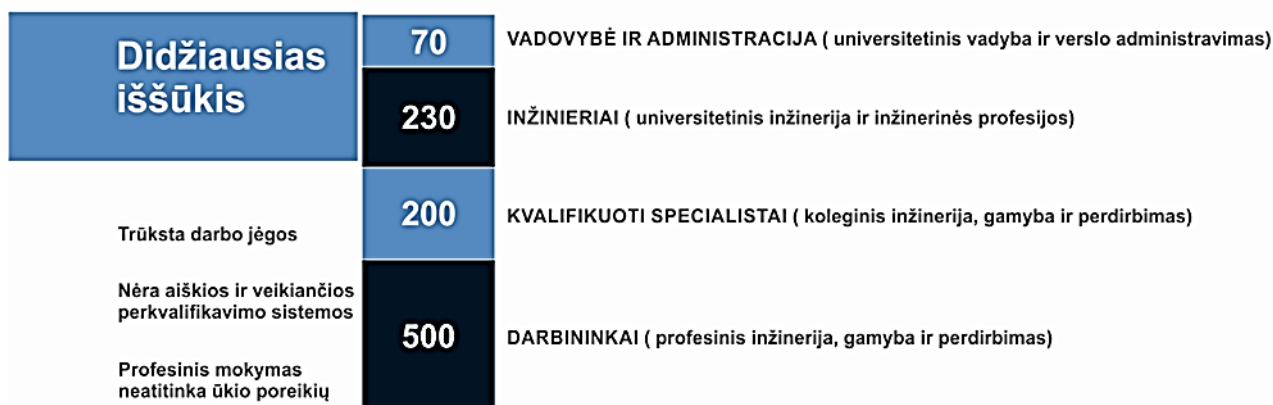 Didžiausias
iššūkis
70
VADOVYBĖ IR ADMINISTRACIJA ( universitetinis vadyba ir verslo administravimas)
230
INŽINIERIAI ( universitetinis inžinerija ir inžinerinės profesijos)
200
KVALIFIKUOTI SPECIALISTAI ( koleginis inžinerija, gamyba ir perdirbimas)
500
DARBININKAI ( profesinis inžinerija, gamyba ir perdirbimas)
Trūksta darbo jėgos
Nėra aiškios ir veikiančios
perkvalifikavimo sistemos
Profesinis mokymas
neatitinka ūkio poreikių